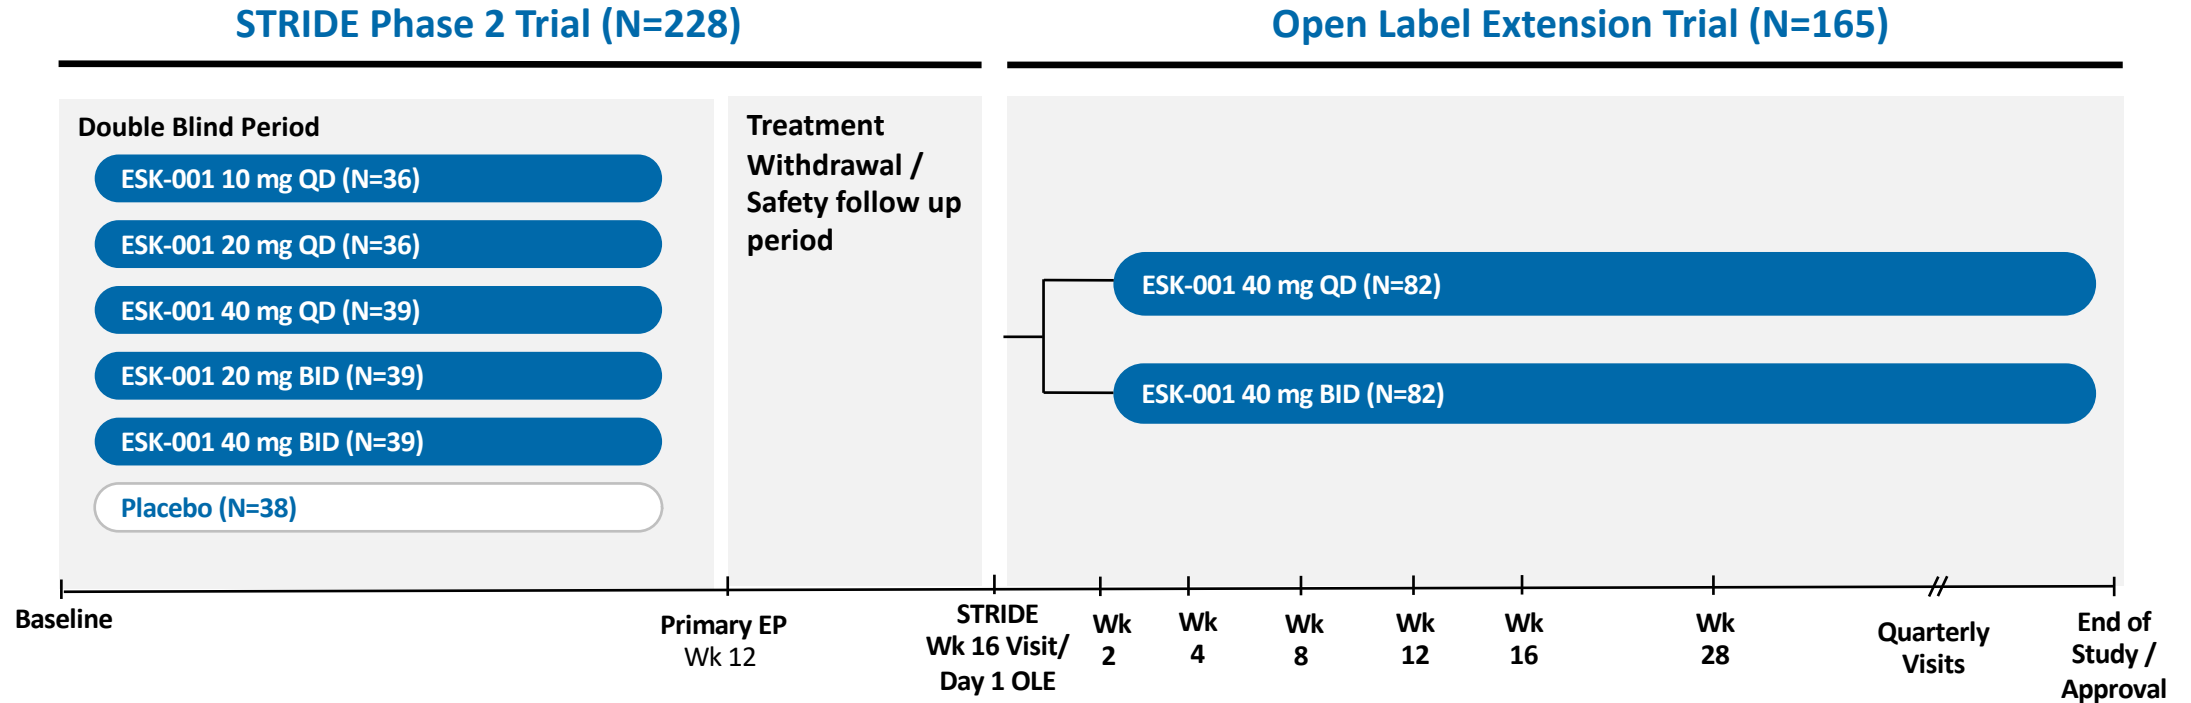 STRIDE Phase 2 Trial (N=228)
Open Label Extension Trial (N=165)
Double Blind Period
ESK-001 10 mg QD (N=36)
ESK-001 20 mg QD (N=36)
ESK-001 40 mg QD (N=39)
ESK-001 20 mg BID (N=39)
ESK-001 40 mg BID (N=39)
Placebo (N=38)
Treatment
Withdrawal /
Safety follow up
period
ESK-001 40 mg QD (N=82)
ESK-001 40 mg BID (N=82)
Baseline
Primary EP
Wk 12
STRIDE
Wk 16 Visit/
Day 1 OLE
Wk
2
Wk
4
Wk
8
Wk
12
Wk
16
Wk
28
Quarterly
Visits
End of
Study /
Approval